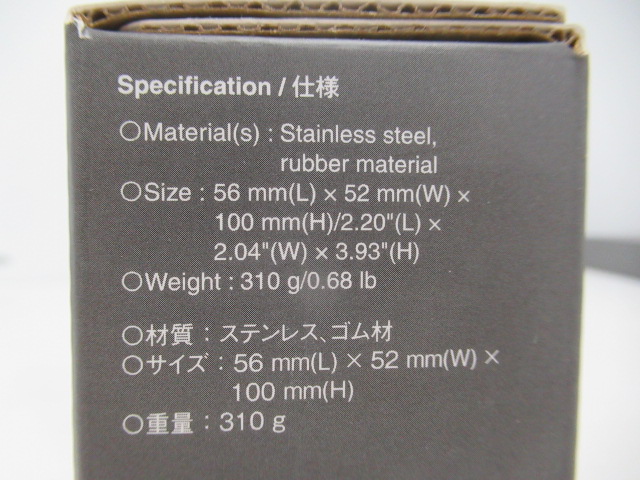 Specification / 仕様
○Material(s) : Stainless steel,
rubber material
○Size : 56 mm(L) × 52 mm(W) ×
100 mm(H)/2.20"(L) ×
2.04"(W) × 3.93"(H)
○Weight : 310 g/0.68 lb
○材質 : ステンレス、ゴム材
○サイズ : 56 mm(L) × 52 mm(W) ×
100 mm(H)
○重量 : 310 g